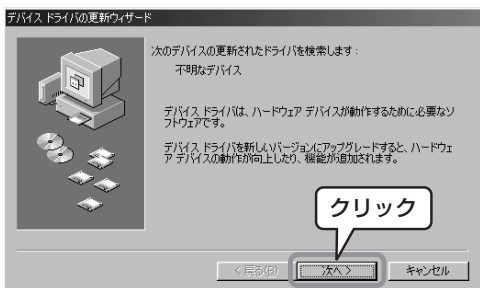 デバイス ドライバの更新ウィザード
次のデバイスの更新されたドライバを検索します:
不明なデバイス
デバイス ドライバは、ハードウェア デバイスが動作するために必要なソ
フトウェアです。
デバイス ドライバを新しいバージョンにアップグレードすると、ハードウェ
ア デバイスの動作が向上したり、機能が追加されます。
クリック
< 戻る(B) 次へ > キャンセル